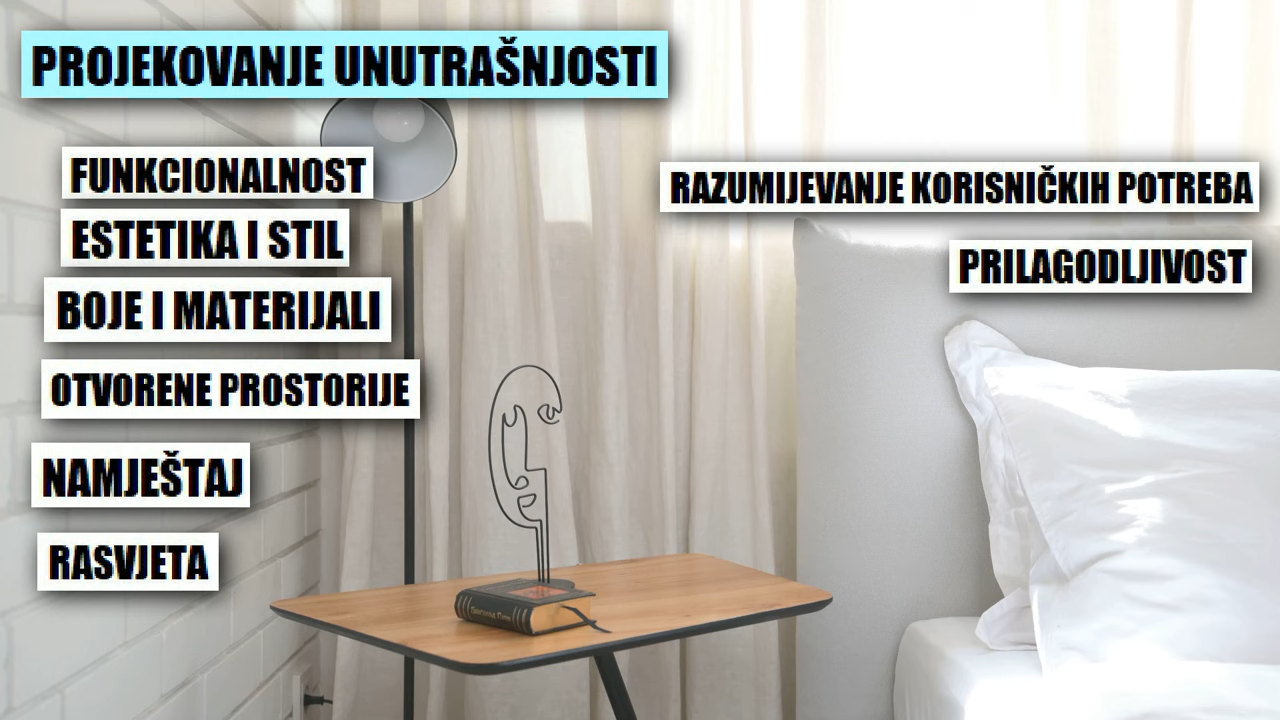 PROJEKOVANJE UNUTRAŠNJOSTI
FUNKCIONALNOST
ESTETIKA I STIL
BOJE I MATERIJALI
OTVORENE PROSTORIJE
NAMJEŠTAJ
RASVJETA
RAZUMIJEVANJE KORISNIČKIH POTREBA
PRILAGODLJIVOST